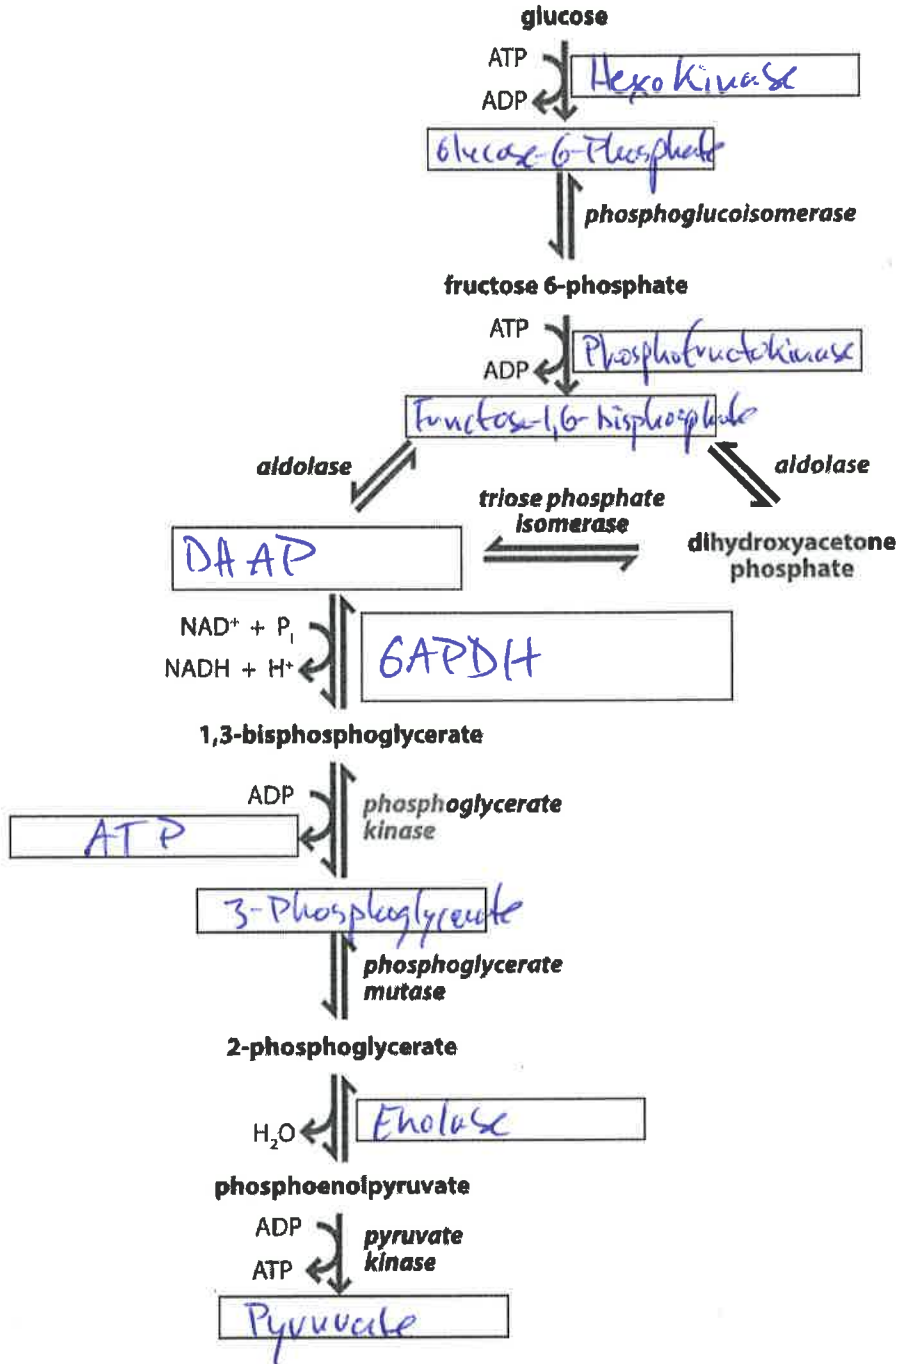 glucose
ATP
HexoKinase
ADP
Glucose-6-Phosphate
phosphoglucoisomerase
fructose 6-phosphate
ATP
Phosphofructokinase
ADP
Fructose-1,6-bisphosphate
aldolase
aldolase
triose phosphate
isomerase
DAAP
dihydroxyacetone
phosphate
NAD⁺ + Pᵢ
GAPDH
NADH + H⁺
1,3-bisphosphoglycerate
ADP
phosphoglycerate
kinase
ATP
3-Phosphoglycerate
phosphoglycerate
mutase
2-phosphoglycerate
Enolase
H₂O
phosphoenolpyruvate
ADP
pyruvate
kinase
ATP
Pyruvate